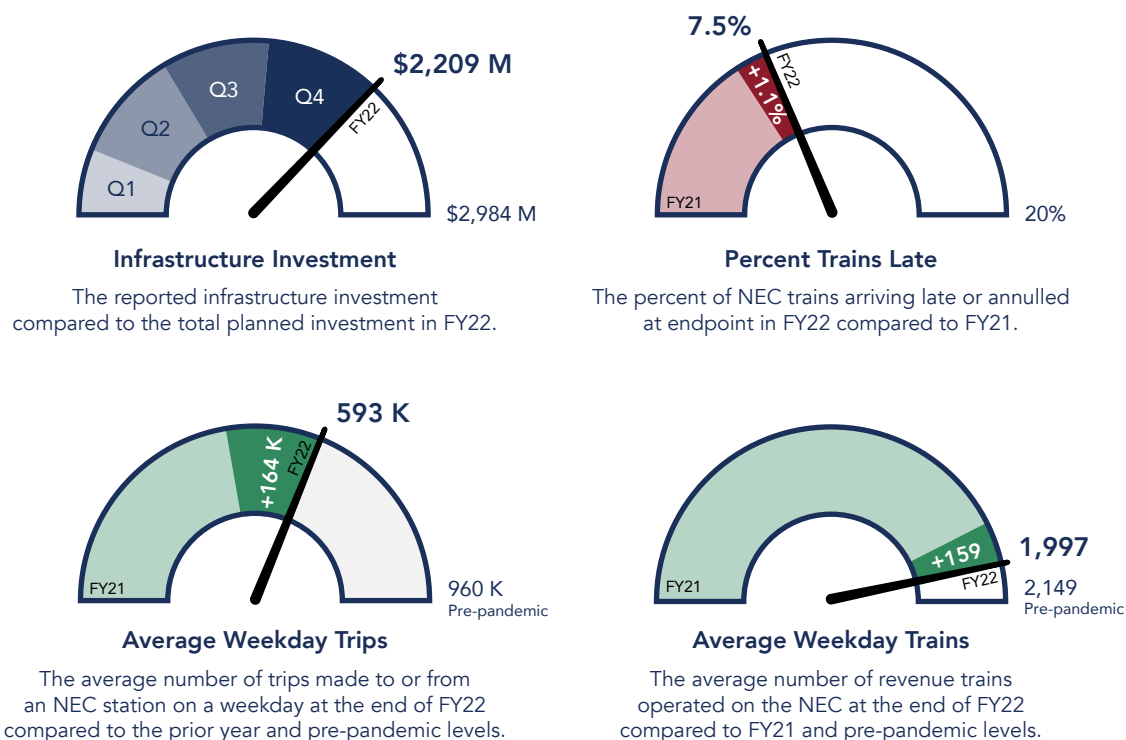 $2,209 M
Q1
Q2
Q3
Q4
FY22
$2,984 M
Infrastructure Investment
The reported infrastructure investment
compared to the total planned investment in FY22.
7.5%
+1.1%
FY22
FY21
20%
Percent Trains Late
The percent of NEC trains arriving late or annulled
at endpoint in FY22 compared to FY21.
593 K
+164 K
FY22
FY21
960 K
Pre-pandemic
Average Weekday Trips
The average number of trips made to or from
an NEC station on a weekday at the end of FY22
compared to the prior year and pre-pandemic levels.
1,997
+159
FY22
FY21
2,149
Pre-pandemic
Average Weekday Trains
The average number of revenue trains
operated on the NEC at the end of FY22
compared to FY21 and pre-pandemic levels.